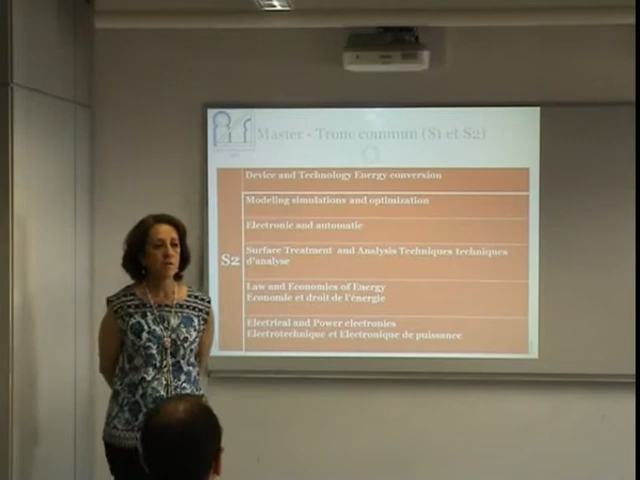 Master - Tronc commun (S1 et S2)
Device and Technology Energy conversion
Modeling simulations and optimization
Electronic and automatic
S2
Surface Treatment and Analysis Techniques techniques
d'analyse
Law and Economics of Energy
Economie et droit de l'énergie
Electrical and Power electronics
Electrotechnique et Electronique de puissance